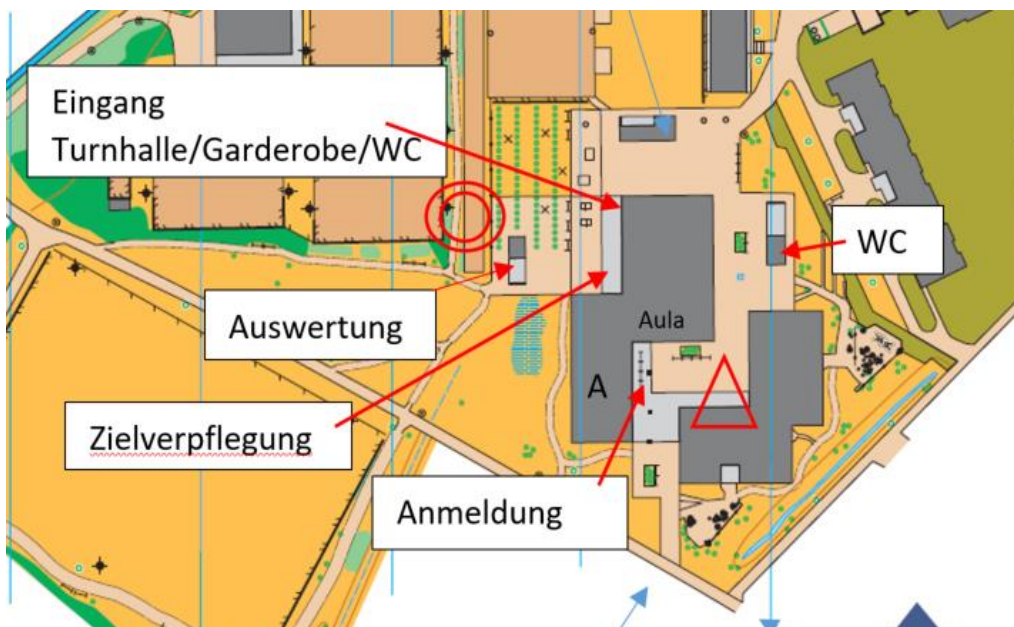 Eingang
Turnhalle/Garderobe/WC
WC
Auswertung
Aula
A
Zielverpflegung
Anmeldung